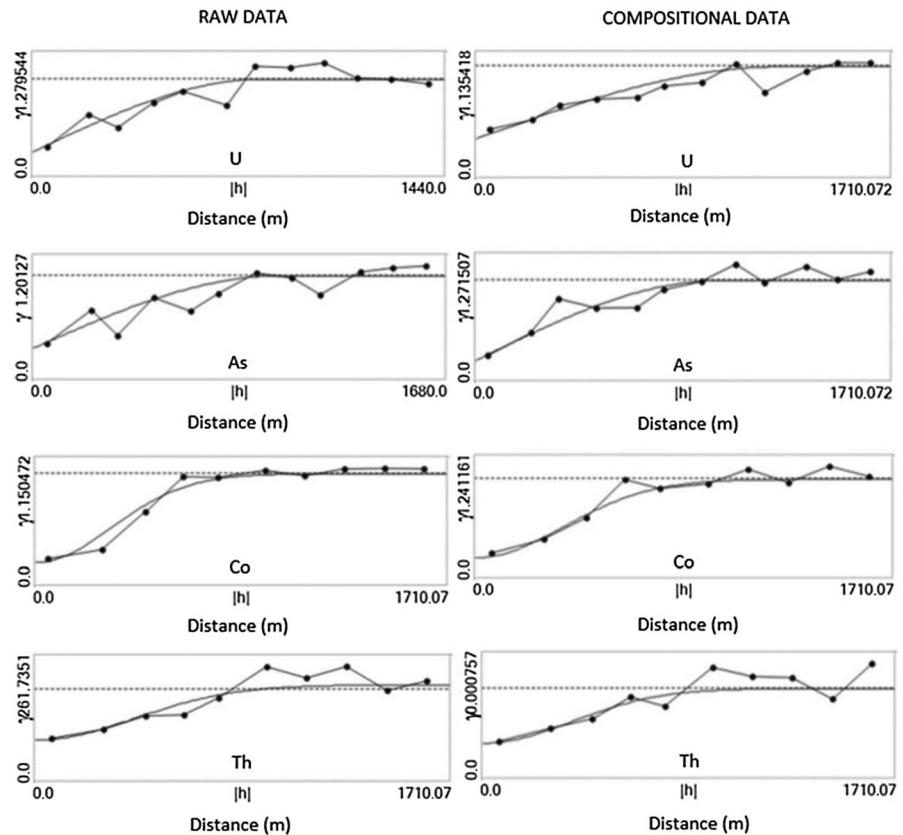 RAW DATA
COMPOSITIONAL DATA
γ1.279544
0.0
U
0.0 |h| 1440.0
Distance (m)
γ1.135418
0.0
U
0.0 |h| 1710.072
Distance (m)
γ 1.20127
0.0
As
0.0 |h| 1680.0
Distance (m)
γ1.271507
0.0
As
0.0 |h| 1710.072
Distance (m)
γ1.150472
0.0
Co
0.0 |h| 1710.07
Distance (m)
γ1.241161
0.0
Co
0.0 |h| 1710.07
Distance (m)
γ261.7351
0.0
Th
0.0 |h| 1710.07
Distance (m)
γ0.000757
0.0
Th
0.0 |h| 1710.07
Distance (m)